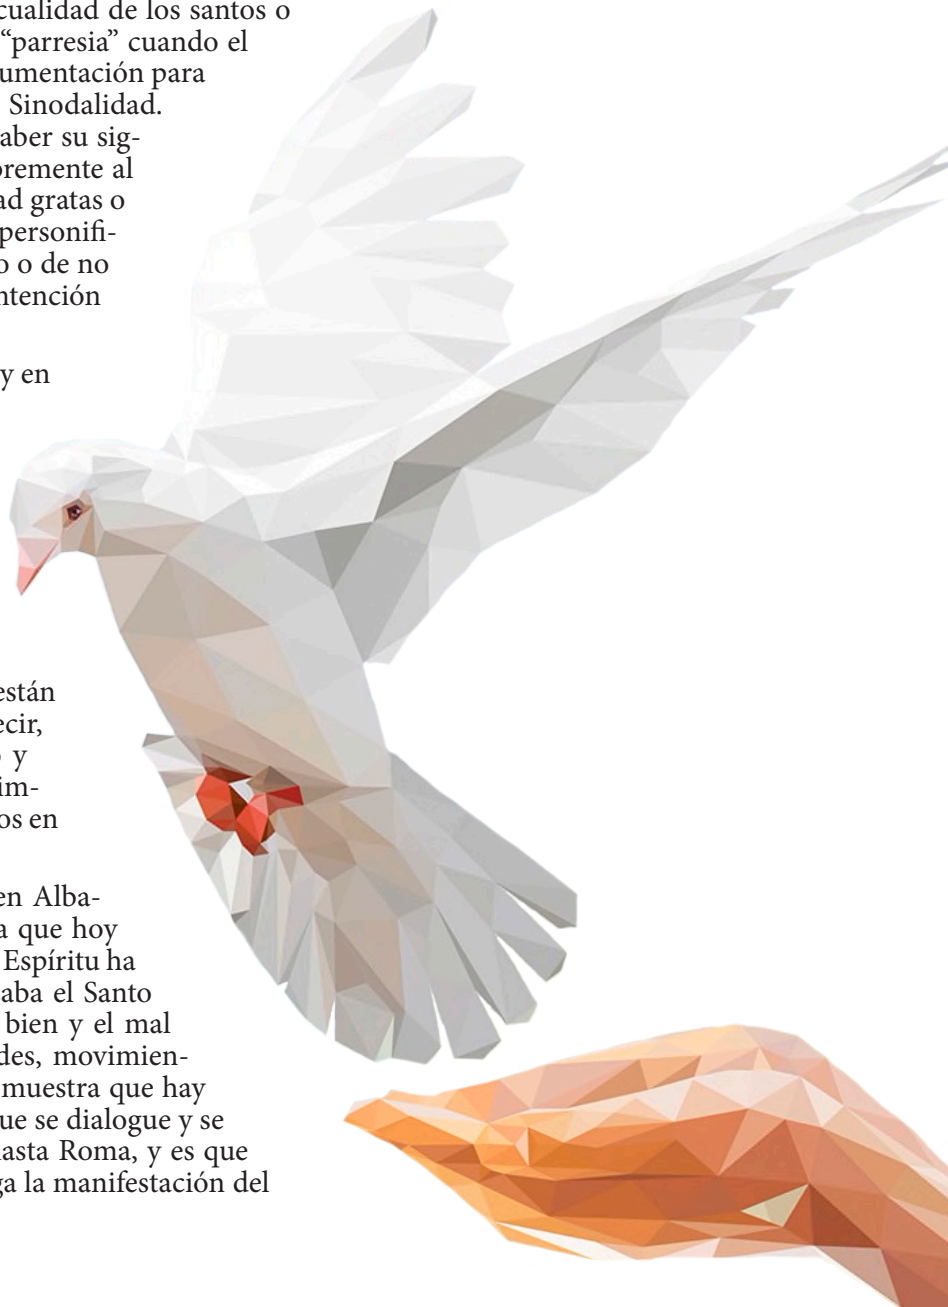 cualidad de los santos o
“parresia” cuando el
umentación para
Sinodalidad.
aber su sig-
remente al
ad gratas o
personifi-
o o de no
ntención
y en
están
ecir,
y
im-
os en
en Alba-
a que hoy
Espíritu ha
aba el Santo
bien y el mal
des, movimien-
muestra que hay
ue se dialogue y se
asta Roma, y es que
ga la manifestación del